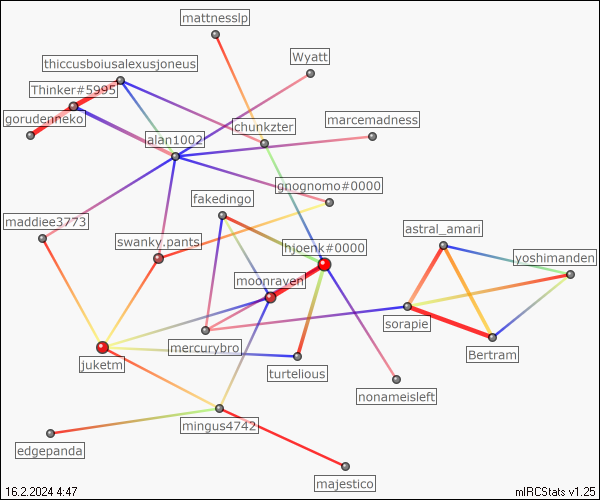 mattnesslp
Wyatt
thiccusboiusalexusjoneus
Thinker#5995
gorudenneko
chunkzter
marcemadness
alan1002
gnognomo#0000
fakedingo
maddiee3773
swanky.pants
hjoenk#0000
astral_amari
yoshimanden
moonraven
sorapie
mercurybro
Bertram
juketm
turtelious
nonameisleft
mingus4742
edgepanda
majestico
16.2.2024 4:47
mIRCStats v1.25